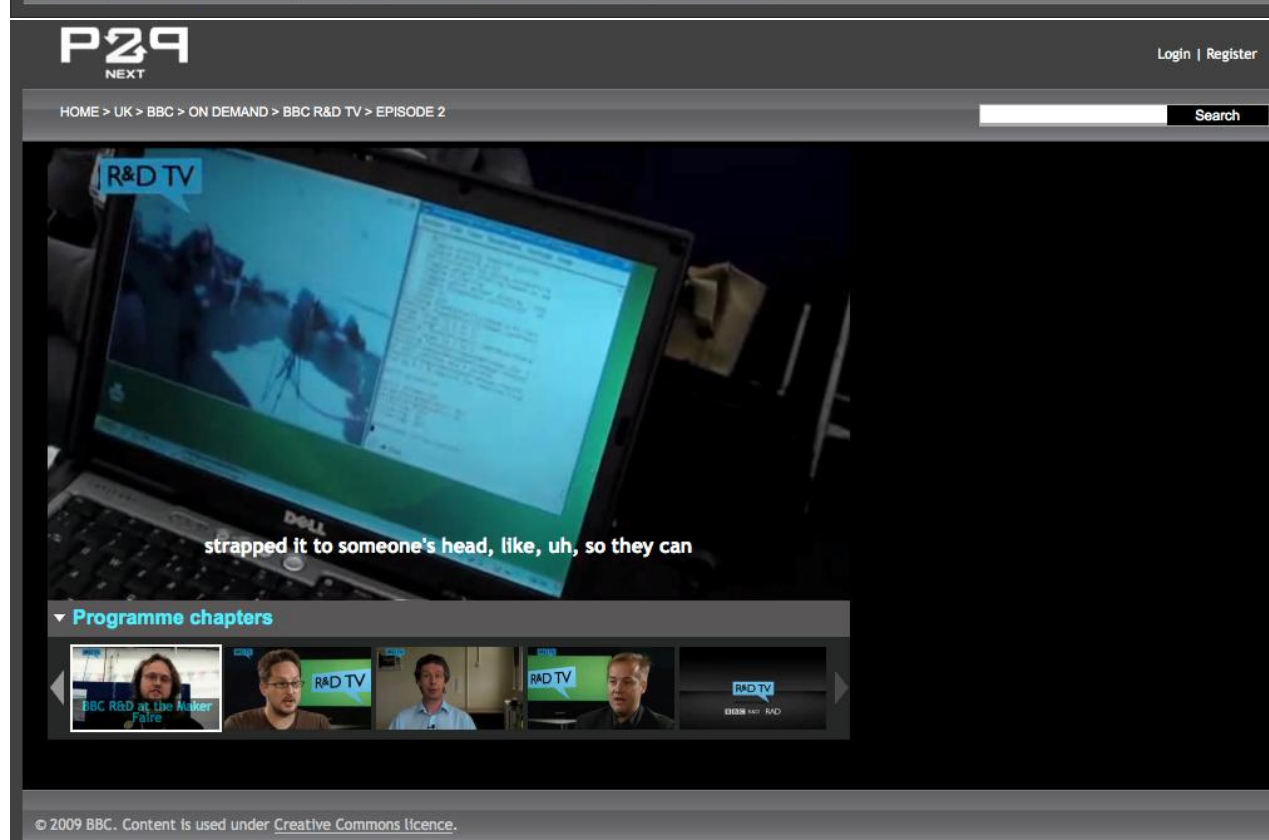 P2P
NEXT
Login | Register
HOME > UK > BBC > ON DEMAND > BBC R&D TV > EPISODE 2
Search
R&D TV
DELL
strapped it to someone's head, like, uh, so they can
Programme chapters
BBC R&D at the Maker
Faire
R&D TV
R&D TV
R&D TV
BBC R&D RAD
© 2009 BBC. Content is used under Creative Commons licence.